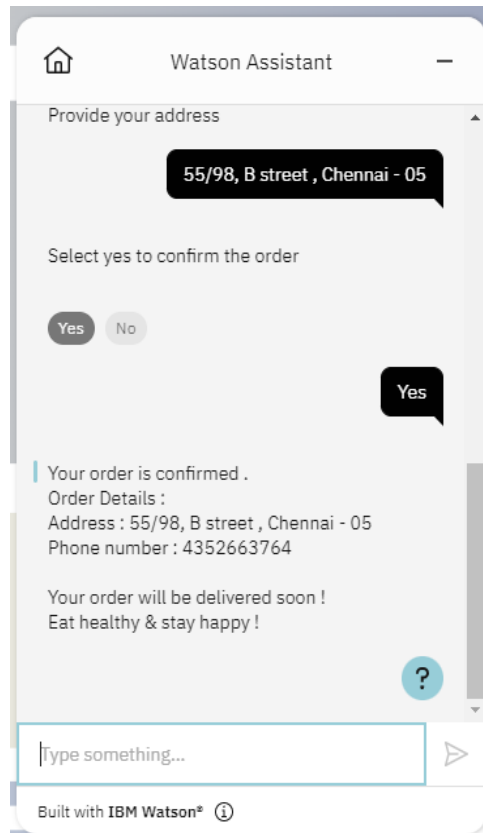 Watson Assistant
Provide your address
55/98, B street , Chennai - 05
Select yes to confirm the order
Yes No
Yes
Your order is confirmed .
Order Details :
Address : 55/98, B street , Chennai - 05
Phone number : 4352663764
Your order will be delivered soon !
Eat healthy & stay happy !
?
Type something...
Built with IBM Watson® i